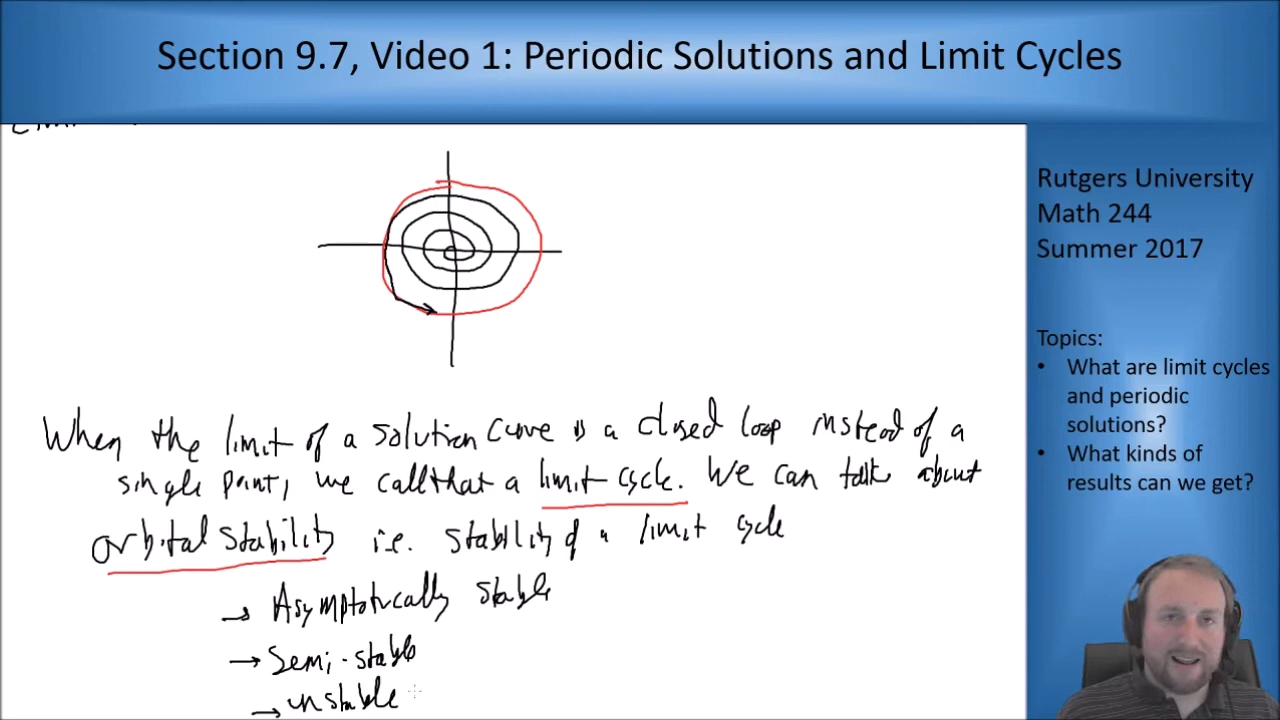 Section 9.7, Video 1: Periodic Solutions and Limit Cycles
Rutgers University
Math 244
Summer 2017
Topics:
• What are limit cycles
and periodic
solutions?
• What kinds of
results can we get?
When the limit of a solution curve is a closed loop instead of a
single point, we call that a limit cycle. We can talk about
orbital stability i.e. stability of a limit cycle
→ Asymptotically stable
→ Semi-stable
→ unstable